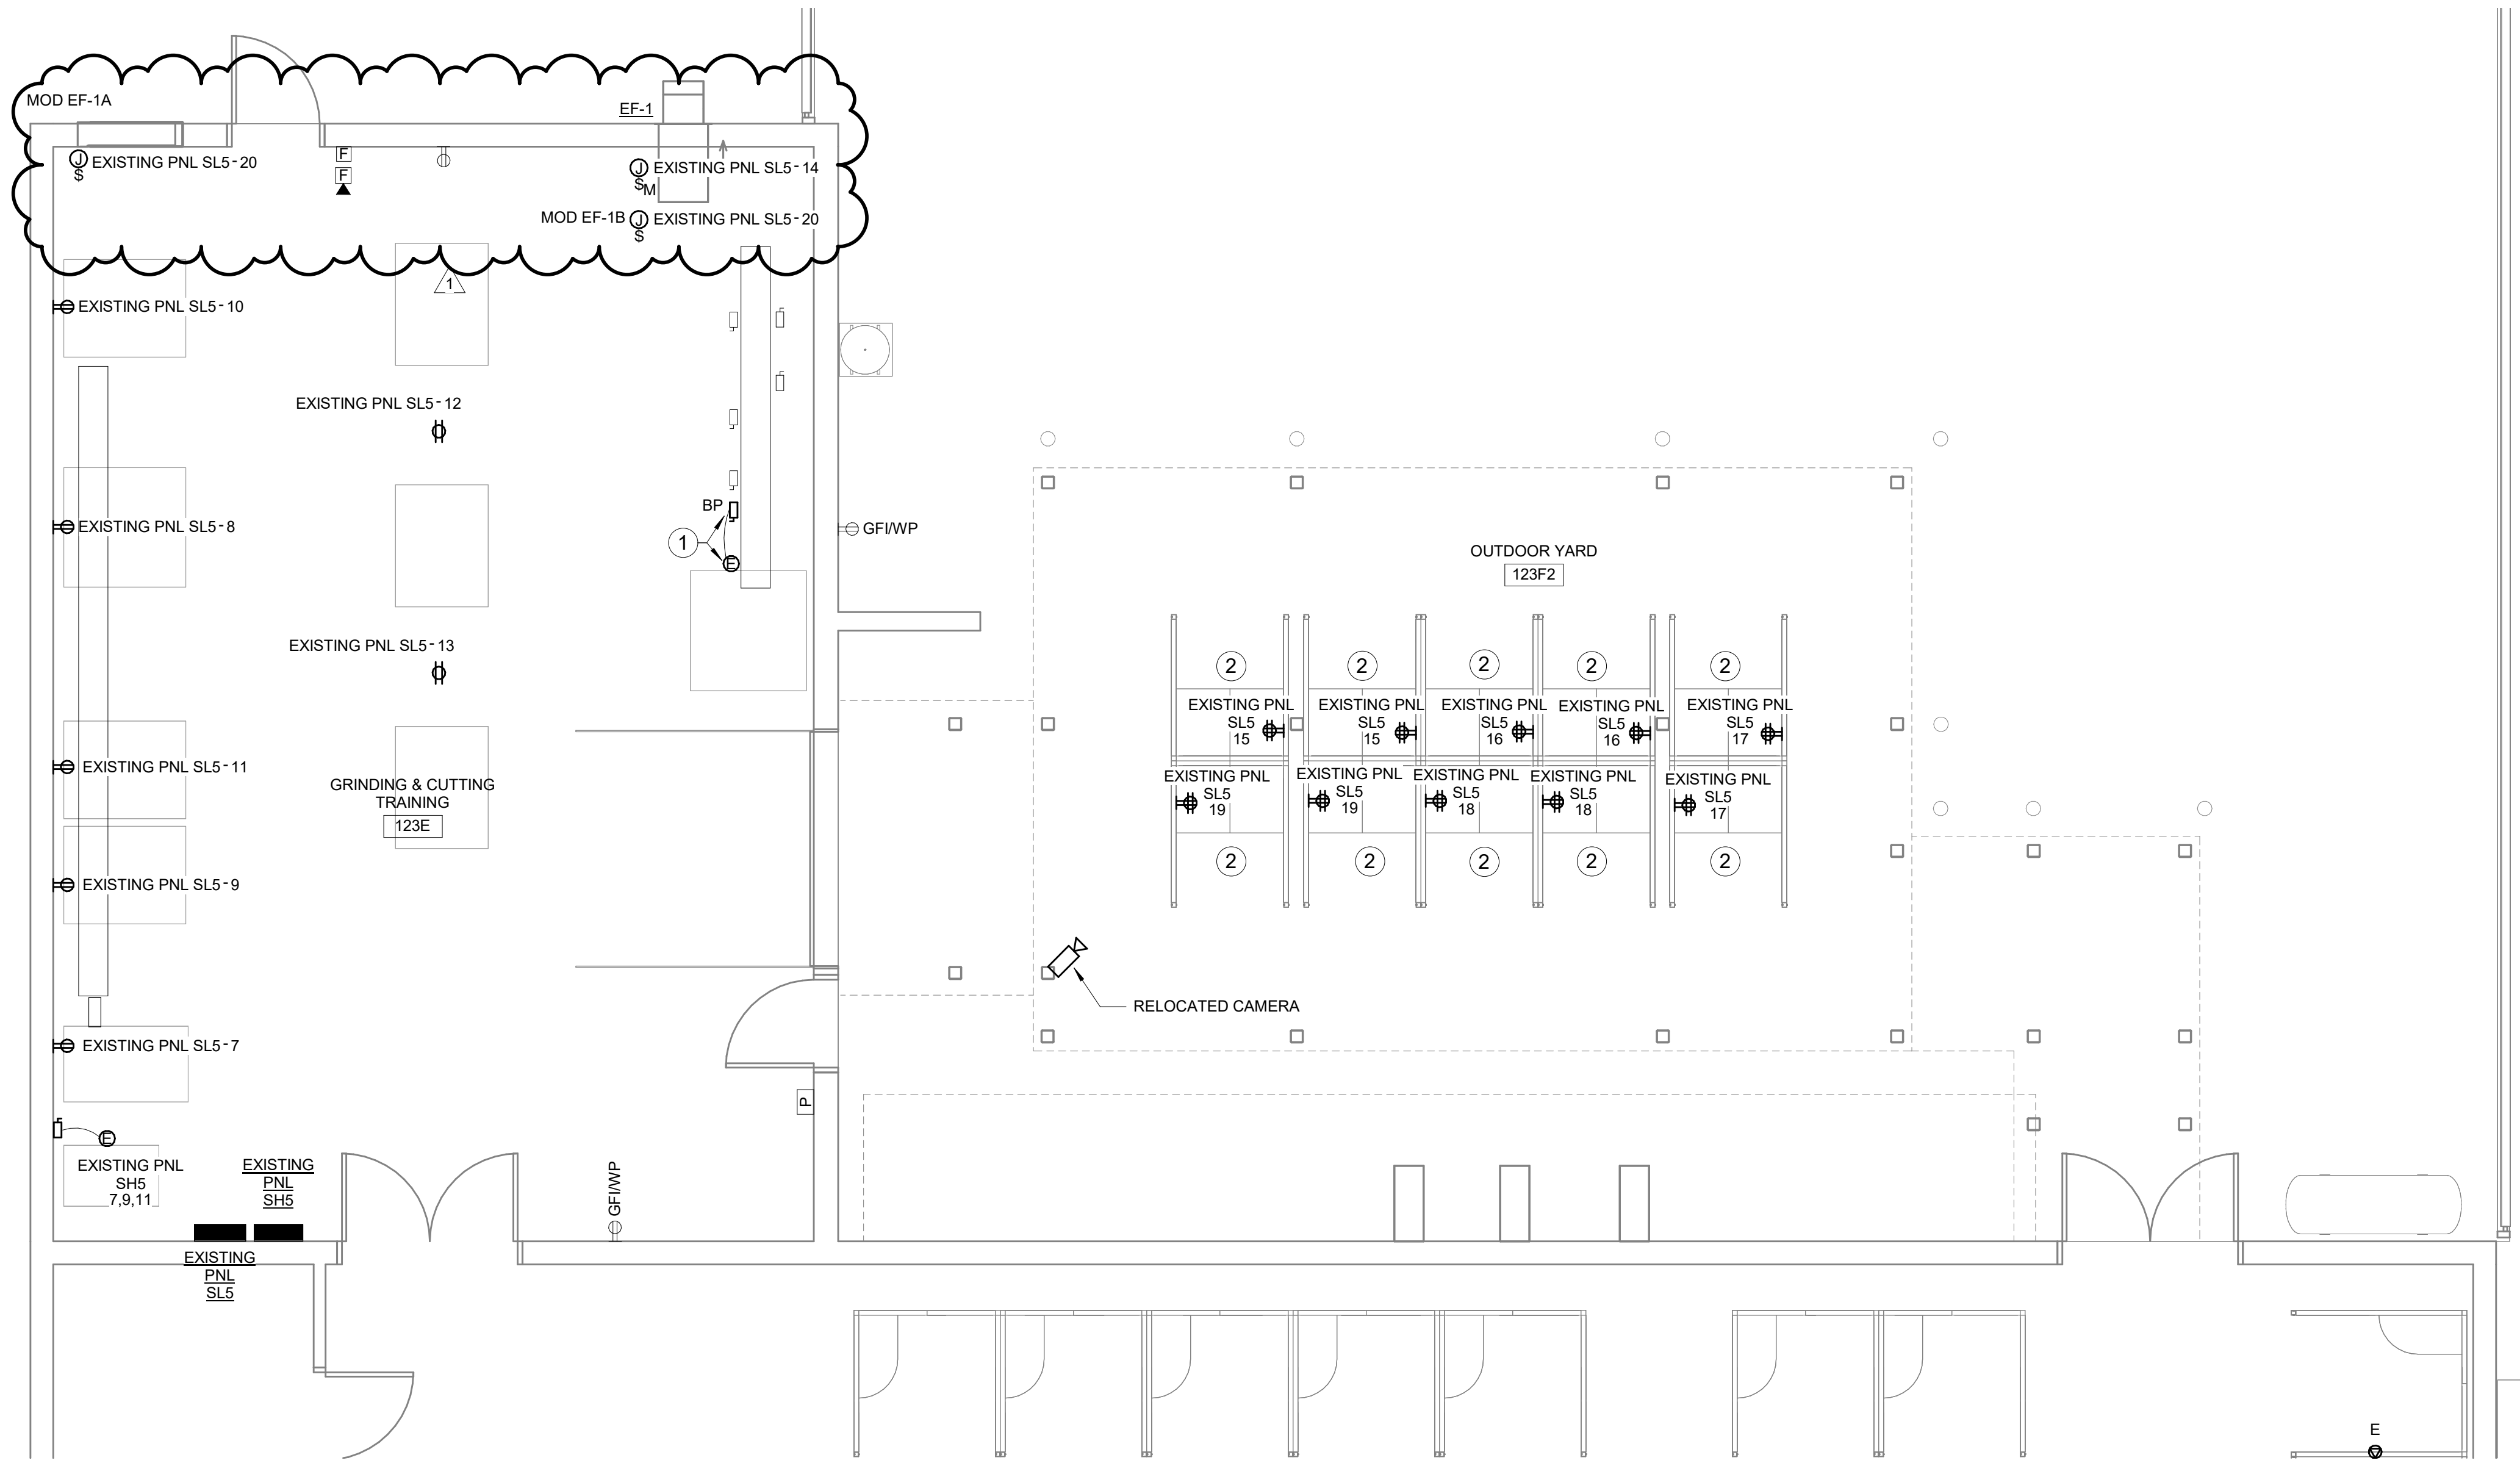 MOD EF-1A
EF-1
J EXISTING PNL SL5-20
$
F
F
J EXISTING PNL SL5-14
$M
MOD EF-1B J EXISTING PNL SL5-20
$
1
EXISTING PNL SL5-10
EXISTING PNL SL5-12
EXISTING PNL SL5-8
BP
1
E
GFI/WP
EXISTING PNL SL5-13
EXISTING PNL SL5-11
GRINDING & CUTTING
TRAINING
123E
EXISTING PNL SL5-9
EXISTING PNL SL5-7
P
E
EXISTING PNL
SH5
7,9,11
EXISTING
PNL
SH5
GFI/WP
EXISTING
PNL
SL5
OUTDOOR YARD
123F2
2
2
2
2
2
EXISTING PNL
SL5
15
EXISTING PNL
SL5
15
EXISTING PNL
SL5
16
EXISTING PNL
SL5
16
EXISTING PNL
SL5
17
EXISTING PNL
SL5
19
EXISTING PNL
SL5
19
EXISTING PNL
SL5
18
EXISTING PNL
SL5
18
EXISTING PNL
SL5
17
2
2
2
2
2
RELOCATED CAMERA
E